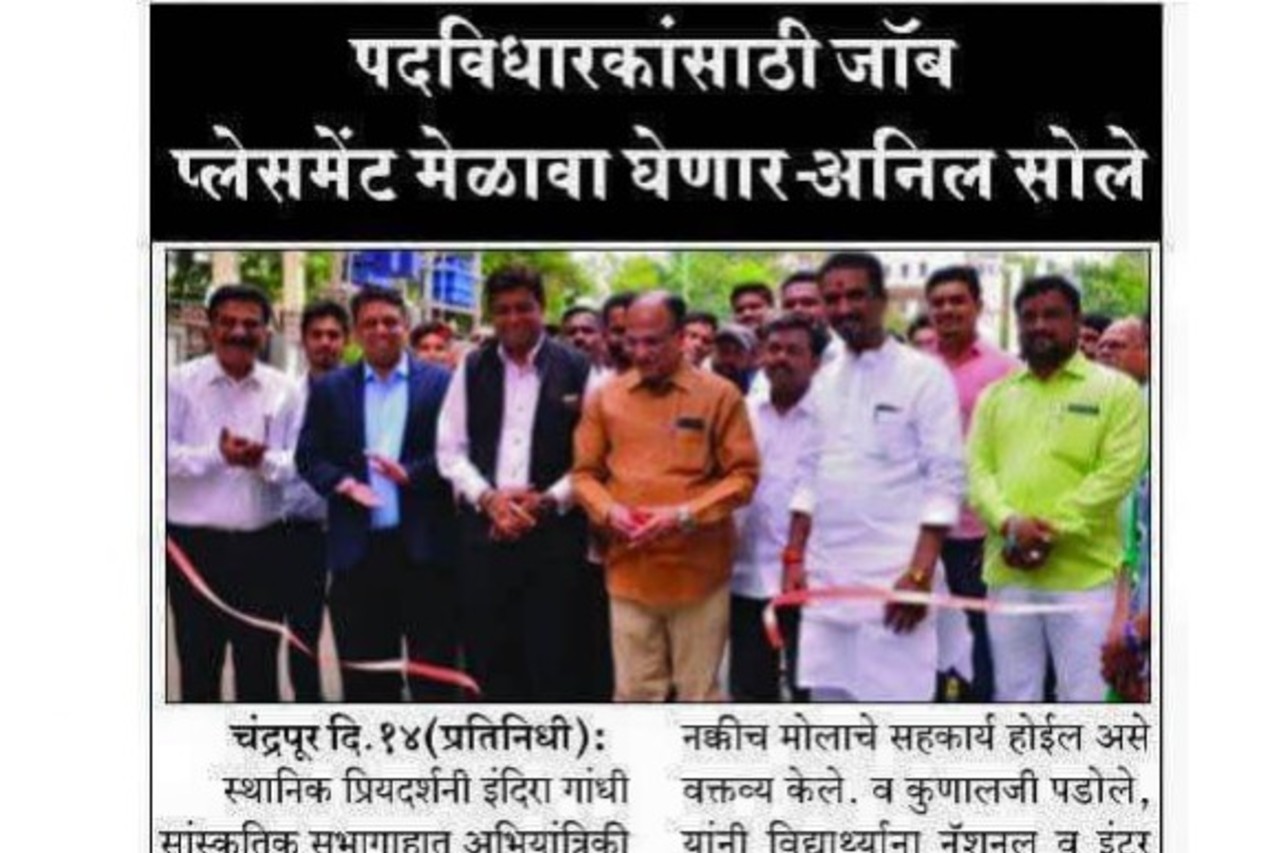 पदविधारकांसाठी जॉब
प्लेसमेंट मेळावा घेणार-अनिल सोले
चंद्रपूर दि.१४(प्रतिनिधी):
स्थानिक प्रियदर्शनी इंदिरा गांधी
सांस्कृतिक सभागृहात अभियांत्रिकी
नक्कीच मोलाचे सहकार्य होईल असे
वक्तव्य केले. व कुणालजी पडोले,
यांनी विद्यार्थ्यांना नॅशनल व इंटर